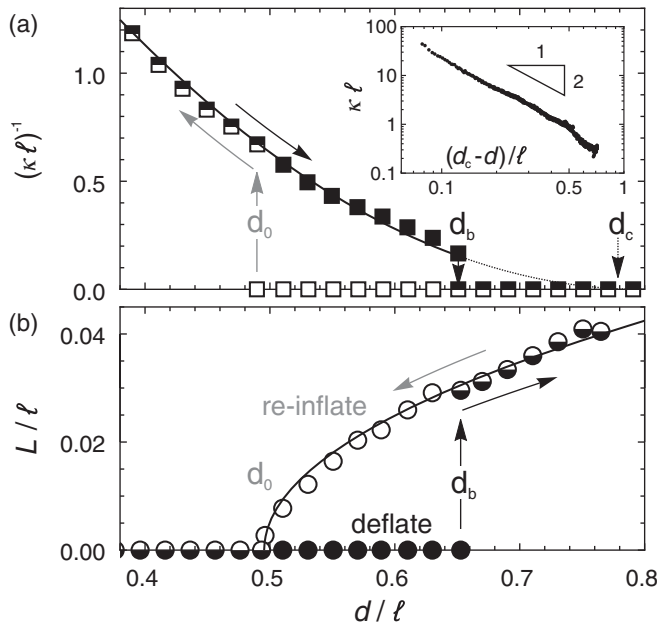 (a)
(κ ℓ)⁻¹
1.0
0.5
0.0
d₀
d_b
d_c
κ ℓ
100
10
1
0.1
1
2
0.1
0.5
1
(d_c-d)/ℓ
(b)
L / ℓ
0.04
0.02
0.00
re-inflate
d₀
deflate
d_b
0.4
0.5
0.6
0.7
0.8
d / ℓ